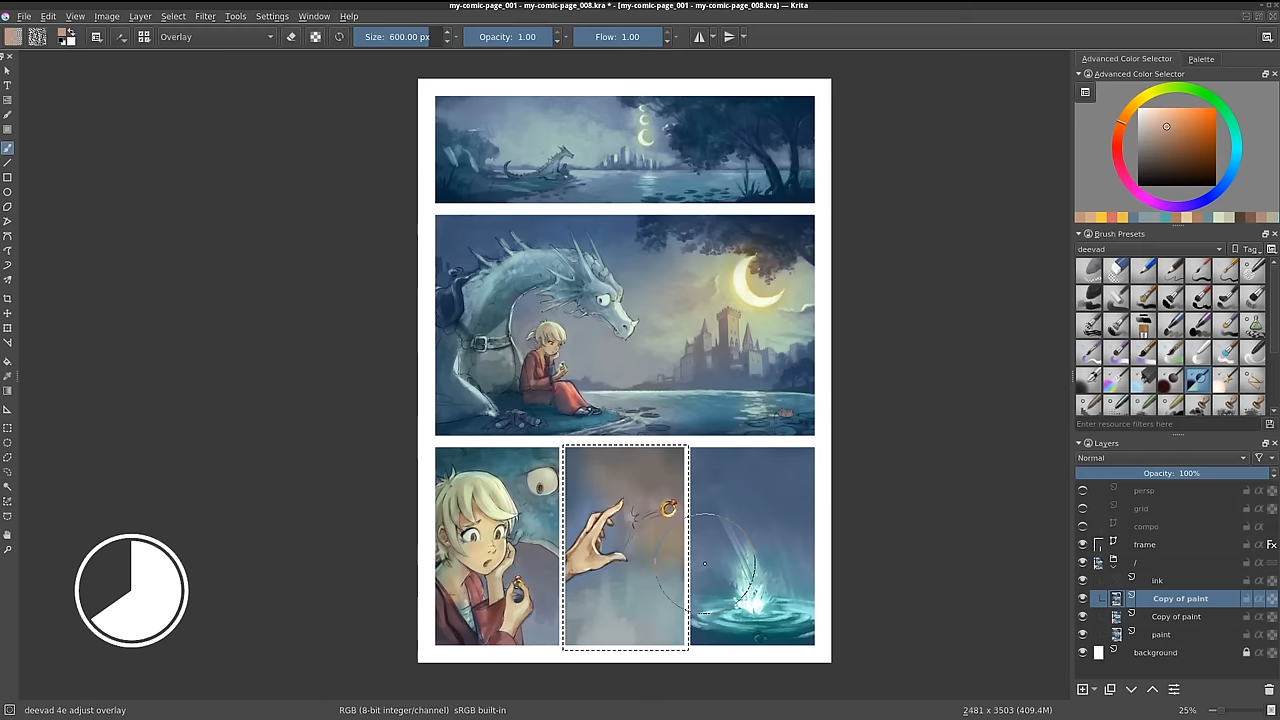 my-comic-page_001 - my-comic-page_008.kra * - [my-comic-page_001 - my-comic-page_008.kra] — Krita
File Edit View Image Layer Select Filter Tools Settings Window Help
Overlay Size: 600.00 px Opacity: 1.00 Flow: 1.00
Advanced Color Selector Palette
Advanced Color Selector
Brush Presets
deevad Tag
Enter resource filters here
Layers
Normal
Opacity: 100%
persp
grid
compo
frame Fx
/
ink
Copy of paint
Copy of paint
paint
background
deevad 4e adjust overlay RGB (8-bit integer/channel) sRGB built-in 2481 x 3503 (409.4M) 25%